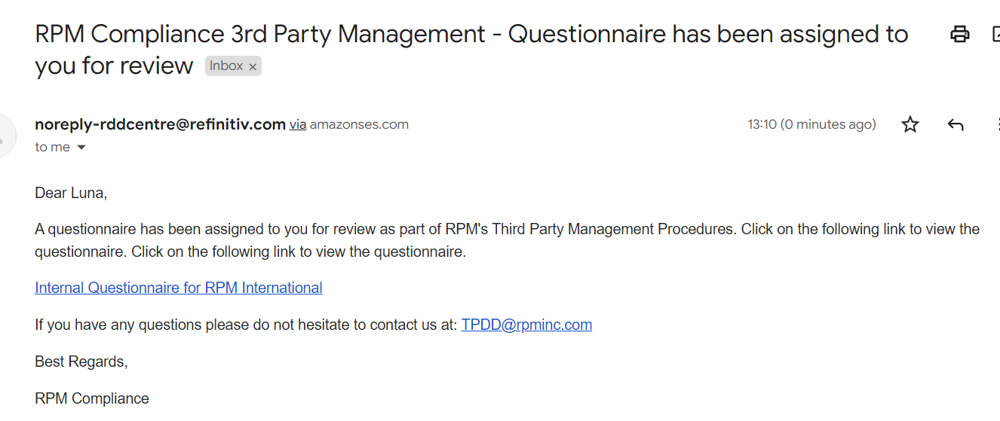 RPM Compliance 3rd Party Management - Questionnaire has been assigned to
you for review Inbox ×
noreply-rddcentre@refinitiv.com via amazonses.com 13:10 (0 minutes ago)
to me
Dear Luna,
A questionnaire has been assigned to you for review as part of RPM's Third Party Management Procedures. Click on the following link to view the
questionnaire. Click on the following link to view the questionnaire.
Internal Questionnaire for RPM International
If you have any questions please do not hesitate to contact us at: TPDD@rpminc.com
Best Regards,
RPM Compliance